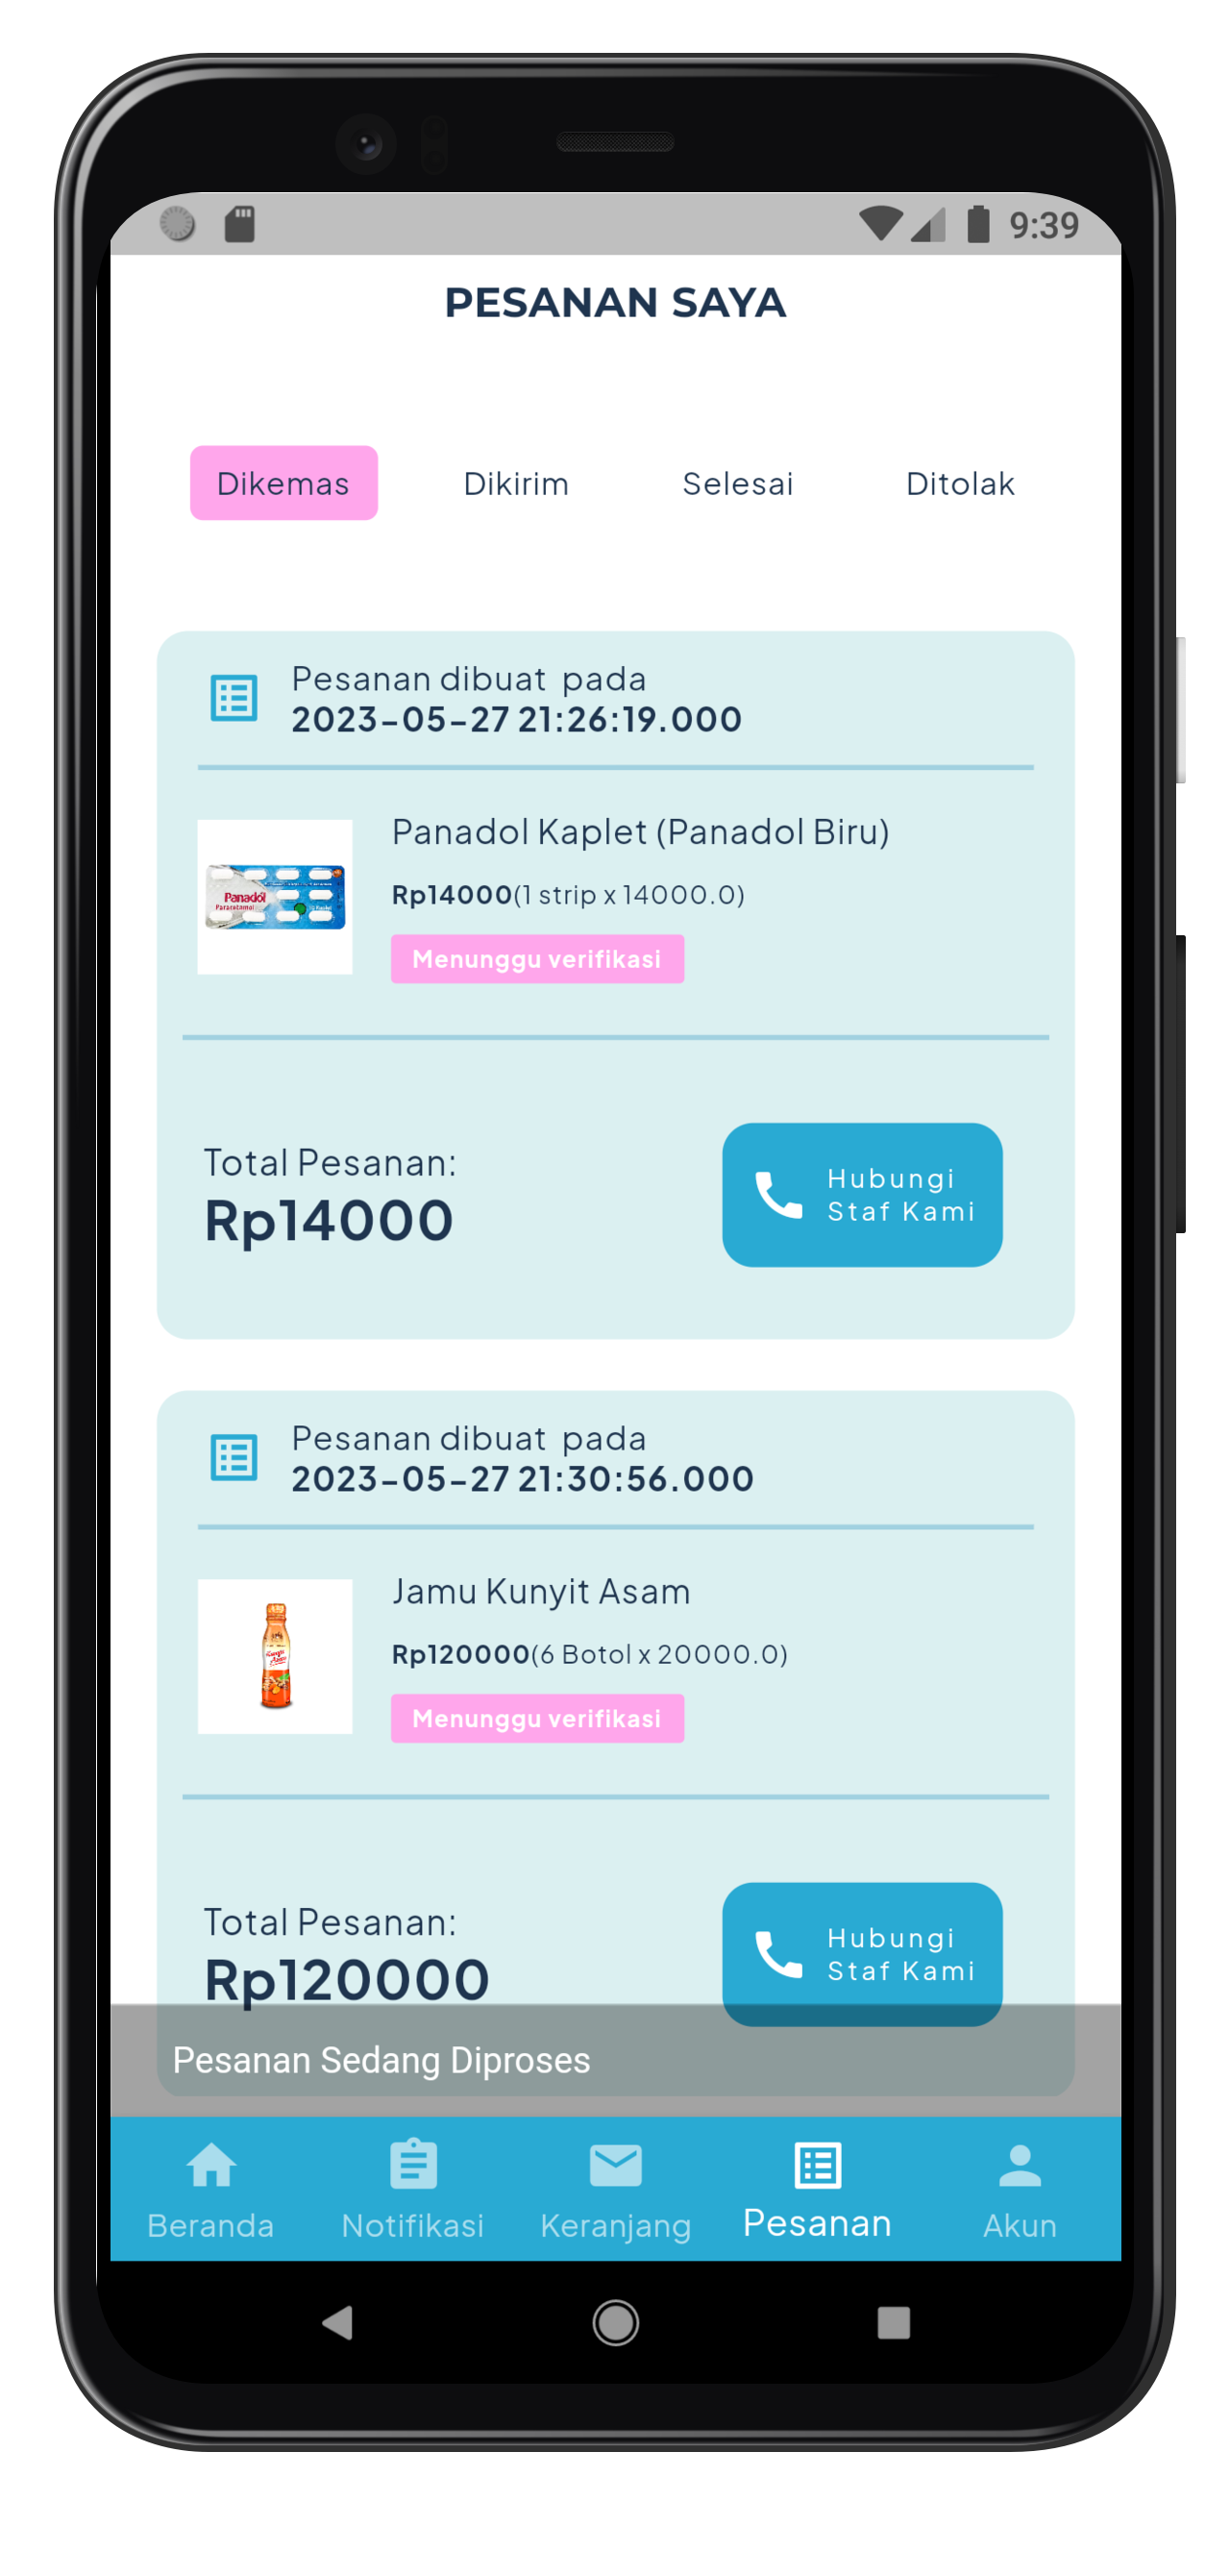 9:39
PESANAN SAYA
Dikemas Dikirim Selesai Ditolak
Pesanan dibuat  pada
2023-05-27 21:26:19.000
Panadol Kaplet (Panadol Biru)
Panadol
Paracetamol
Rp14000(1 strip x 14000.0)
Menunggu verifikasi
Total Pesanan:
Rp14000
Hubungi
Staf Kami
Pesanan dibuat  pada
2023-05-27 21:30:56.000
Jamu Kunyit Asam
Rp120000(6 Botol x 20000.0)
Menunggu verifikasi
Total Pesanan:
Rp120000
Hubungi
Staf Kami
Pesanan Sedang Diproses
Beranda Notifikasi Keranjang Pesanan Akun